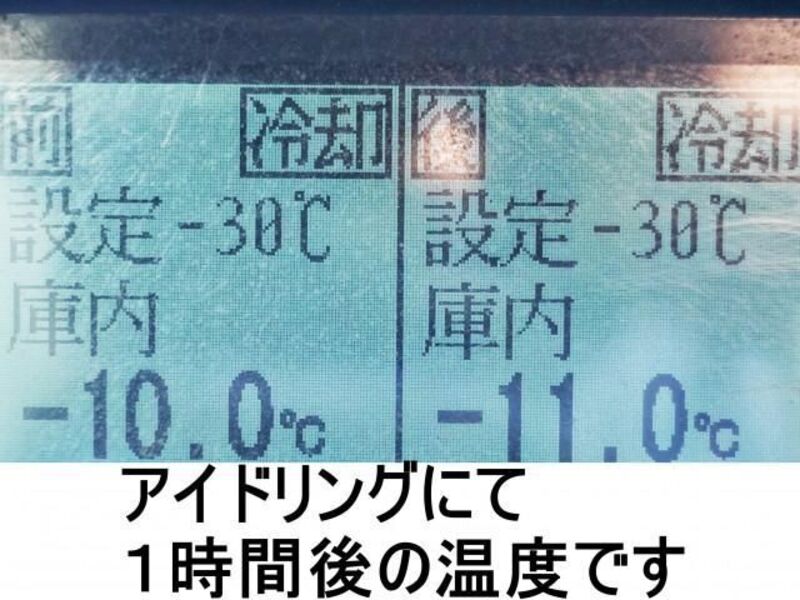 前 冷却 後 冷却
設定-30℃ 設定-30℃
庫内 庫内
-10.0℃ -11.0℃
アイドリングにて
1時間後の温度です